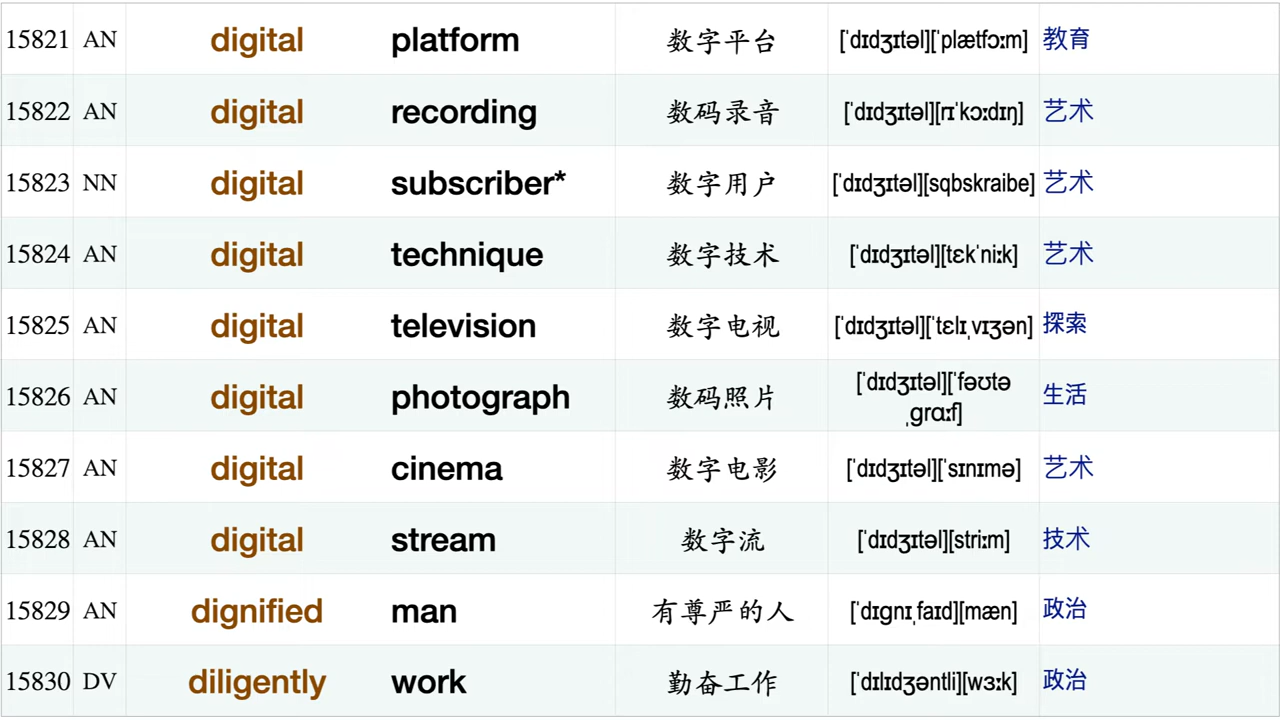 15821 AN digital platform 数字平台 [ˈdɪdʒɪtəl][ˈplætfɔːm] 教育
15822 AN digital recording 数码录音 [ˈdɪdʒɪtəl][rɪˈkɔːdɪŋ] 艺术
15823 NN digital subscriber* 数字用户 [ˈdɪdʒɪtəl][sqbskraibe] 艺术
15824 AN digital technique 数字技术 [ˈdɪdʒɪtəl][tɛkˈniːk] 艺术
15825 AN digital television 数字电视 [ˈdɪdʒɪtəl][ˈtɛlɪˌvɪʒən] 探索
15826 AN digital photograph 数码照片 [ˈdɪdʒɪtəl][ˈfəʊtə
ˌgrɑːf] 生活
15827 AN digital cinema 数字电影 [ˈdɪdʒɪtəl][ˈsɪnɪmə] 艺术
15828 AN digital stream 数字流 [ˈdɪdʒɪtəl][striːm] 技术
15829 AN dignified man 有尊严的人 [ˈdɪgnɪˌfaɪd][mæn] 政治
15830 DV diligently work 勤奋工作 [ˈdɪlɪdʒəntli][wɜːk] 政治